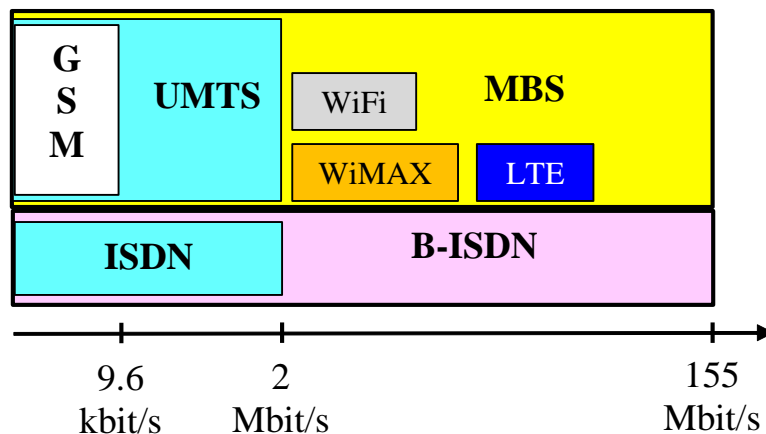 G
S
M
UMTS
WiFi
MBS
WiMAX
LTE
ISDN
B-ISDN
9.6
kbit/s
2
Mbit/s
155
Mbit/s